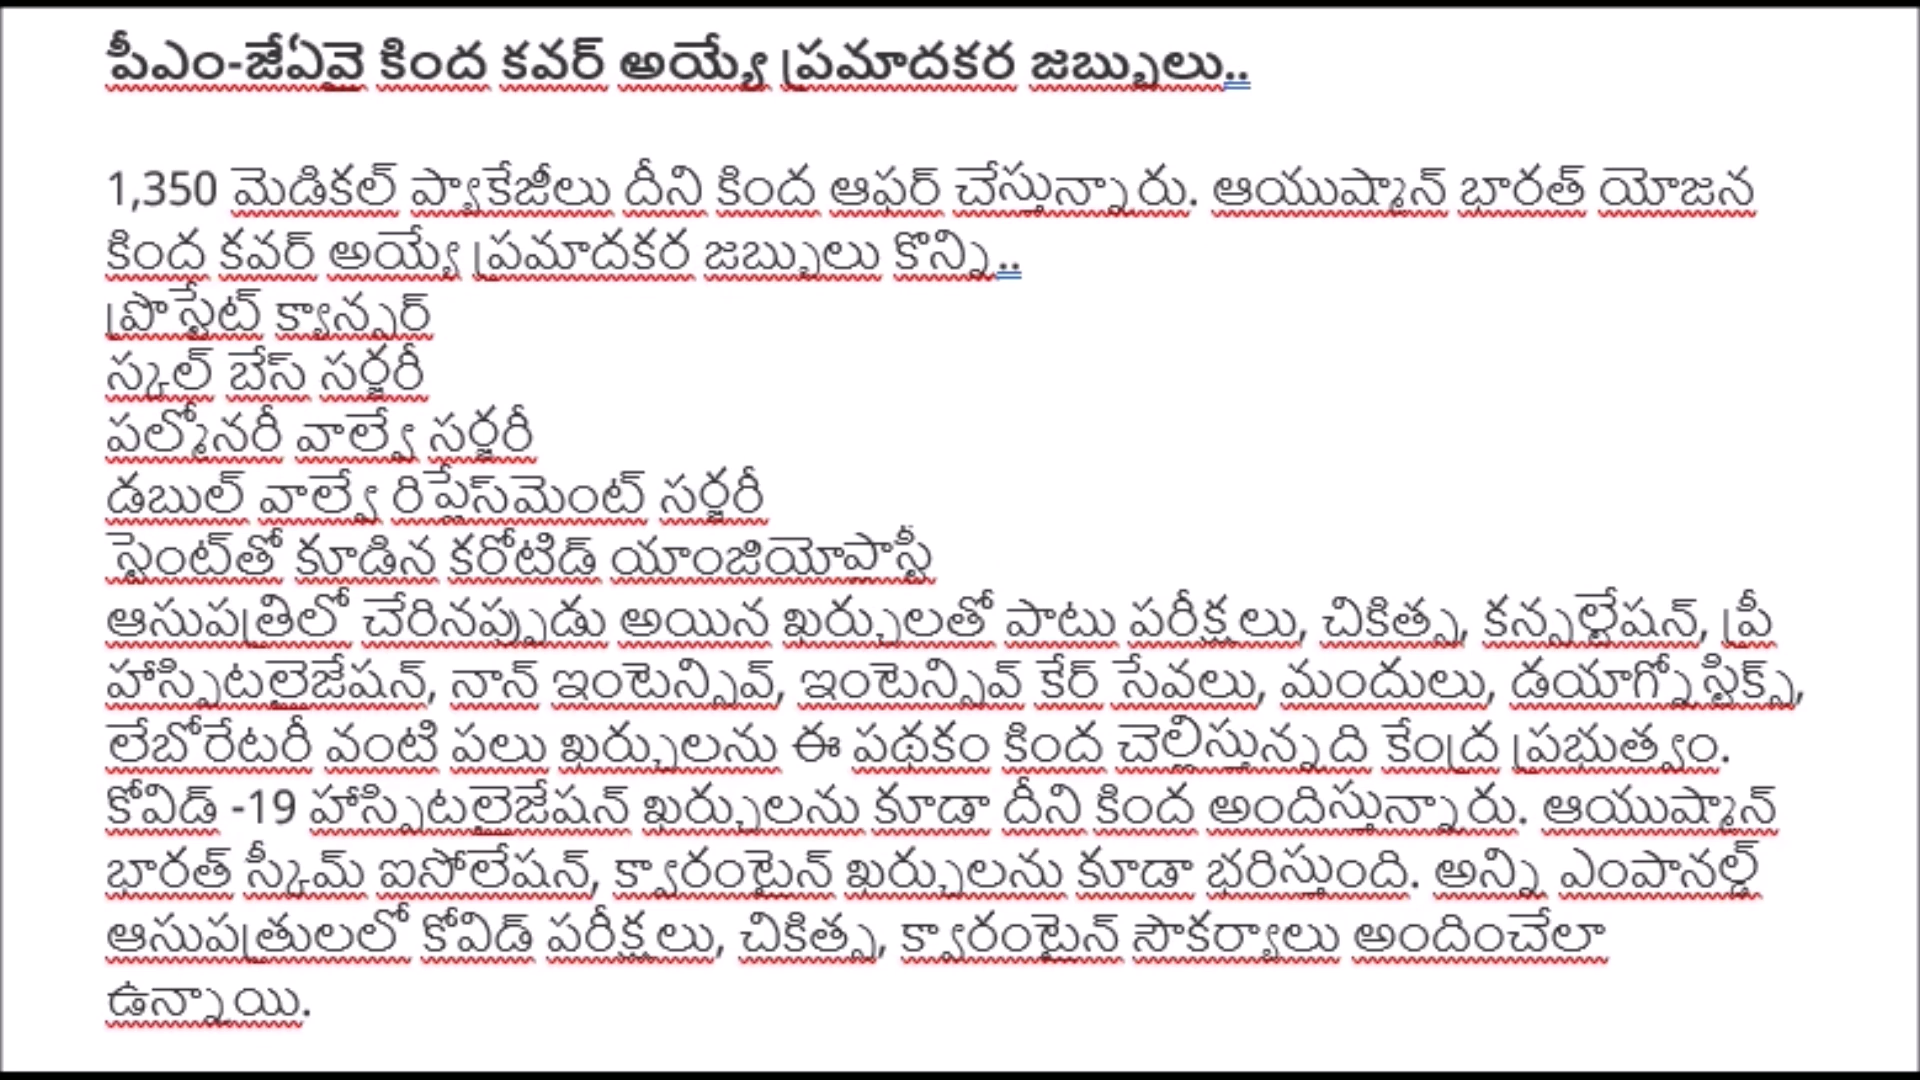 పీఎం-జేఏవై కింద కవర్ అయ్యే ప్రమాదకర జబ్బులు..
1,350 మెడికల్ ప్యాకేజీలు దీని కింద ఆఫర్ చేస్తున్నారు. ఆయుష్మాన్ భారత్ యోజన
కింద కవర్ అయ్యే ప్రమాదకర జబ్బులు కొన్ని..
ప్రొస్టేట్ క్యాన్సర్
స్కల్ బేస్ సర్జరీ
పల్మోనరీ వాల్వే సర్జరీ
డబుల్ వాల్వే రిప్లేస్‌మెంట్ సర్జరీ
స్టెంట్‌తో కూడిన కరోటిడ్ యాంజియోప్లాస్టీ
ఆసుపత్రిలో చేరినప్పుడు అయిన ఖర్చులతో పాటు పరీక్షలు, చికిత్స, కన్సల్టేషన్, ప్రీ
హాస్పిటలైజేషన్, నాన్ ఇంటెన్సివ్, ఇంటెన్సివ్ కేర్ సేవలు, మందులు, డయాగ్నోస్టిక్స్,
లేబోరేటరీ వంటి పలు ఖర్చులను ఈ పథకం కింద చెల్లిస్తున్నది కేంద్ర ప్రభుత్వం.
కోవిడ్ -19 హాస్పిటలైజేషన్ ఖర్చులను కూడా దీని కింద అందిస్తున్నారు. ఆయుష్మాన్
భారత్ స్కీమ్ ఐసోలేషన్, క్వారంటైన్ ఖర్చులను కూడా భరిస్తుంది. అన్ని ఎంపానల్డ్
ఆసుపత్రులలో కోవిడ్ పరీక్షలు, చికిత్స, క్వారంటైన్ సౌకర్యాలు అందించేలా
ఉన్నాయి.